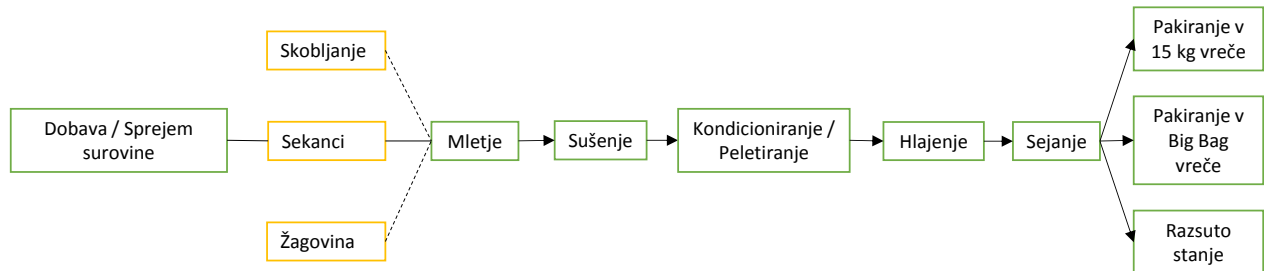 Dobava / Sprejem
surovine
Skobljanje
Sekanci
Žagovina
Mletje
Sušenje
Kondicioniranje /
Peletiranje
Hlajenje
Sejanje
Pakiranje v
15 kg vreče
Pakiranje v
Big Bag
vreče
Razsuto
stanje